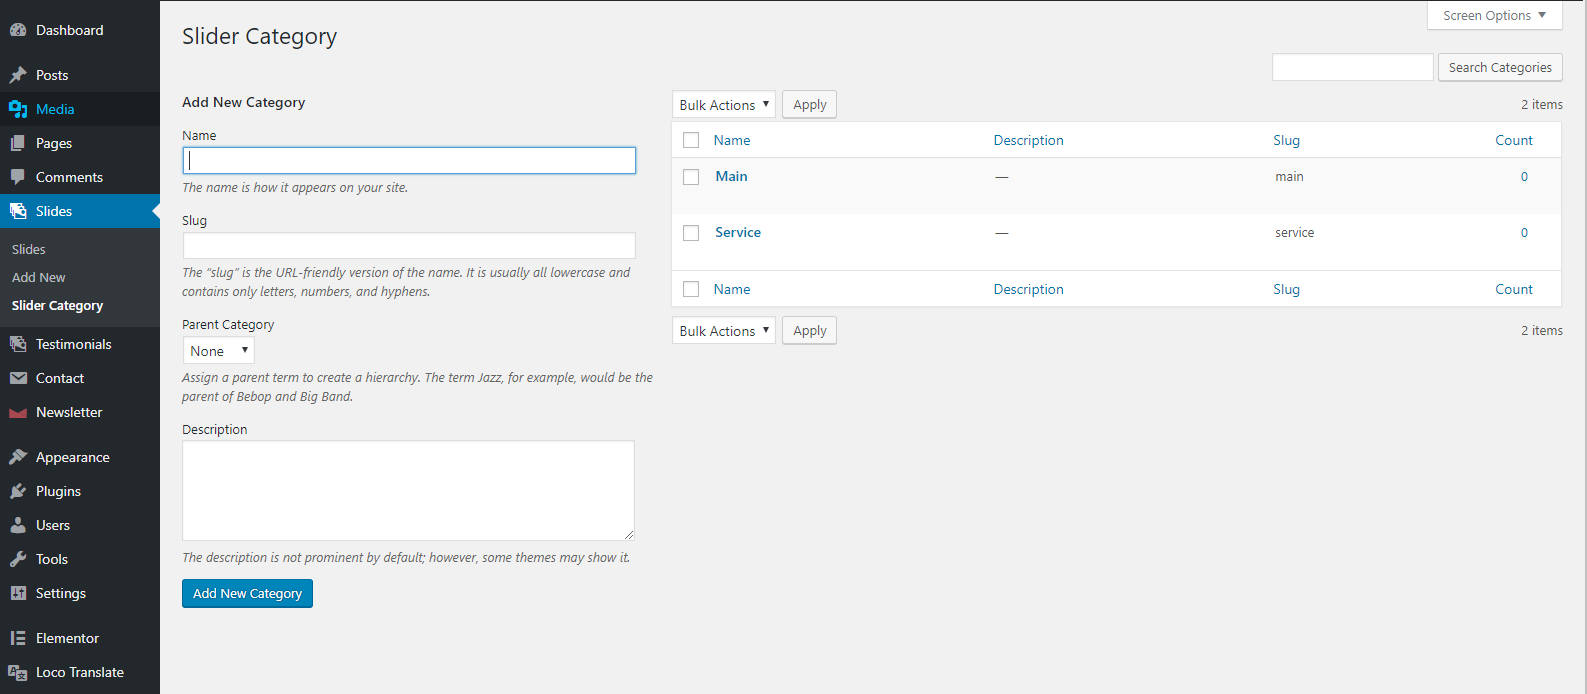 Dashboard
Posts
Media
Pages
Comments
Slides
Slides
Add New
Slider Category
Testimonials
Contact
Newsletter
Appearance
Plugins
Users
Tools
Settings
Elementor
Loco Translate
Screen Options
Slider Category
Search Categories
Add New Category
Name
The name is how it appears on your site.
Slug
The “slug” is the URL-friendly version of the name. It is usually all lowercase and
contains only letters, numbers, and hyphens.
Parent Category
None
Assign a parent term to create a hierarchy. The term Jazz, for example, would be the
parent of Bebop and Big Band.
Description
The description is not prominent by default; however, some themes may show it.
Add New Category
Bulk Actions Apply 2 items
Name Description Slug Count
Main — main 0
Service — service 0
Name Description Slug Count
Bulk Actions Apply 2 items